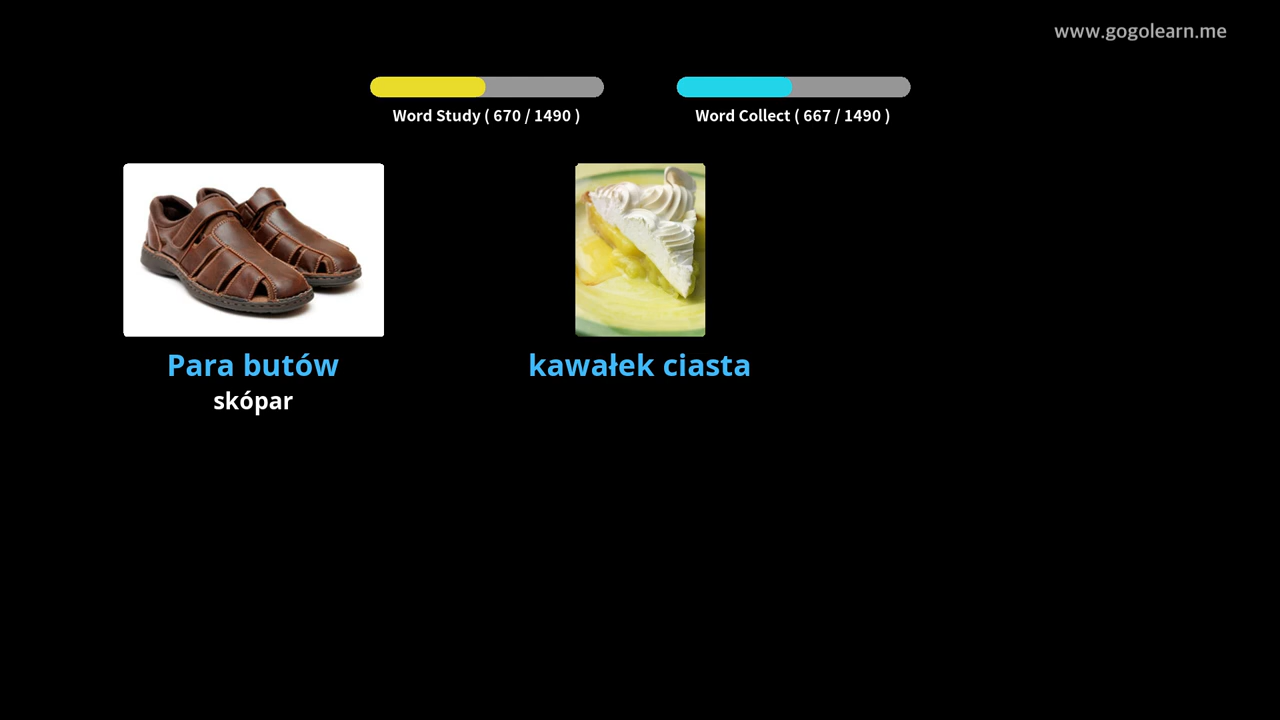 www.gogolearn.me
Word Study ( 670 / 1490 )
Word Collect ( 667 / 1490 )
Para butów
skópar
kawałek ciasta